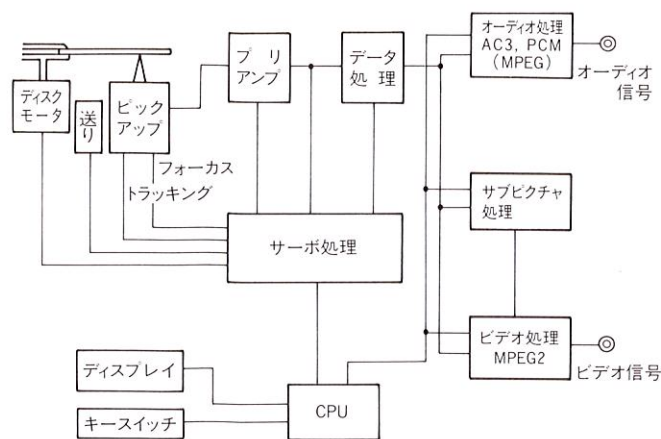 オーディオ処理
AC3, PCM
(MPEG)
オーディオ
信号
プリ
アンプ
データ
処理
ディスク
モータ
送り
ピック
アップ
フォーカス
トラッキング
サブピクチャ
処理
サーボ処理
ビデオ処理
MPEG2
ビデオ信号
ディスプレイ
キースイッチ
CPU